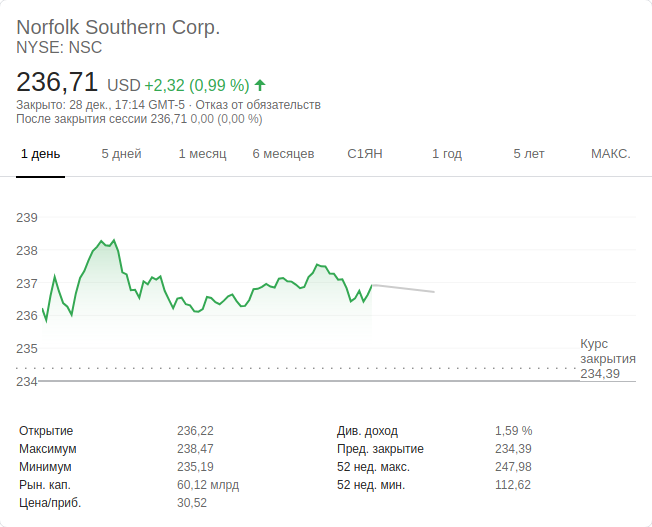 Norfolk Southern Corp.
NYSE: NSC
236,71 USD +2,32 (0,99 %)
Закрыто: 28 дек., 17:14 GMT-5 · Отказ от обязательств
После закрытия сессии 236,71 0,00 (0,00 %)
1 день 5 дней 1 месяц 6 месяцев С1ЯН 1 год 5 лет МАКС.
239
238
237
236
235
234
Курс
закрытия
234,39
Открытие 236,22 Див. доход 1,59 %
Максимум 238,47 Пред. закрытие 234,39
Минимум 235,19 52 нед. макс. 247,98
Рын. кап. 60,12 млрд 52 нед. мин. 112,62
Цена/приб. 30,52